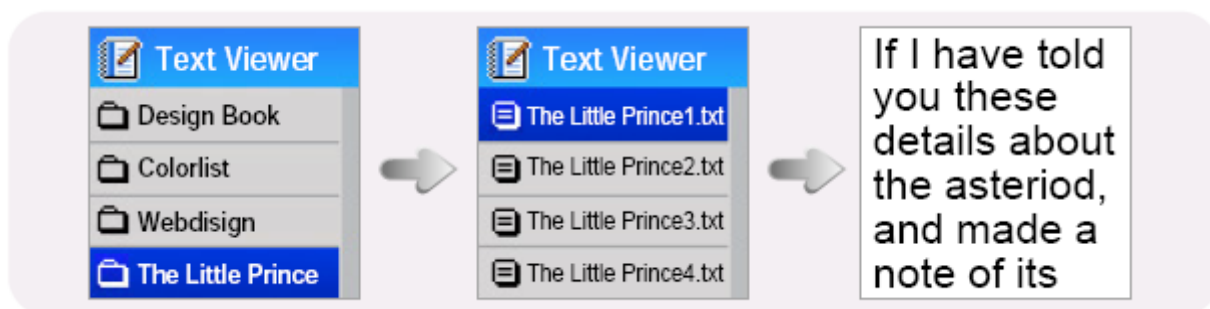 Text Viewer
Design Book
Colorlist
Webdisign
The Little Prince
Text Viewer
The Little Prince1.txt
The Little Prince2.txt
The Little Prince3.txt
The Little Prince4.txt
If I have told
you these
details about
the asteriod,
and made a
note of its